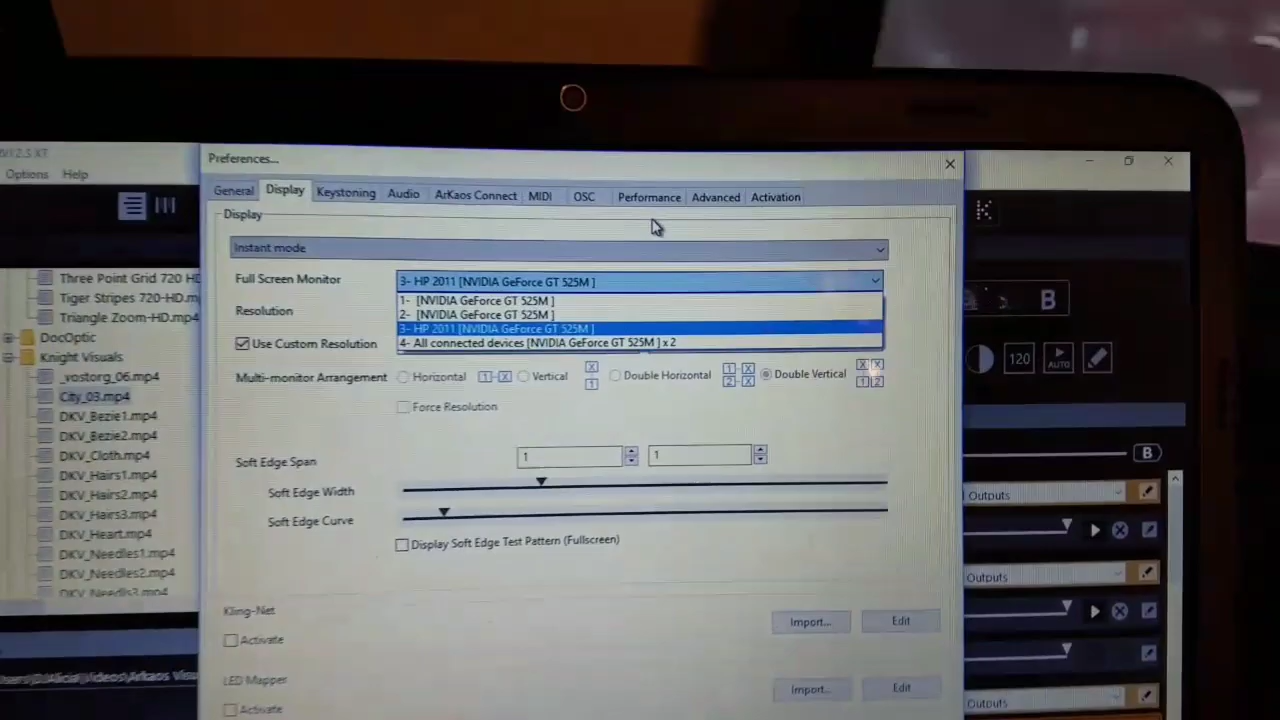 Preferences...
Options Help
General Display Keystoning Audio ArKaos Connect MIDI OSC Performance Advanced Activation
Display
Instant mode
Full Screen Monitor 3- HP 2011 [NVIDIA GeForce GT 525M ]
1- [NVIDIA GeForce GT 525M ]
2- [NVIDIA GeForce GT 525M ]
3- HP 2011 [NVIDIA GeForce GT 525M ]
4- All connected devices [NVIDIA GeForce GT 525M ] x 2
Resolution
Use Custom Resolution
Multi-monitor Arrangement Horizontal 1 X Vertical X 1 Double Horizontal 1 X 2 X Double Vertical X X 1 2
Force Resolution
Soft Edge Span 1 1
Soft Edge Width
Soft Edge Curve
Display Soft Edge Test Pattern (Fullscreen)
Kling-Net
Activate
Import... Edit
LED Mapper
Activate
Import... Edit
Three Point Grid 720 HD
Tiger Stripes 720-HD.m
Triangle Zoom-HD.mp4
DocOptic
Knight Visuals
_vostorg_06.mp4
City_03.mp4
DKV_Bezie1.mp4
DKV_Bezie2.mp4
DKV_Cloth.mp4
DKV_Hairs1.mp4
DKV_Hairs2.mp4
DKV_Hairs3.mp4
DKV_Heart.mp4
DKV_Needles1.mp4
DKV_Needles2.mp4
K
B
120
AUTO
B
Outputs
Outputs
Outputs